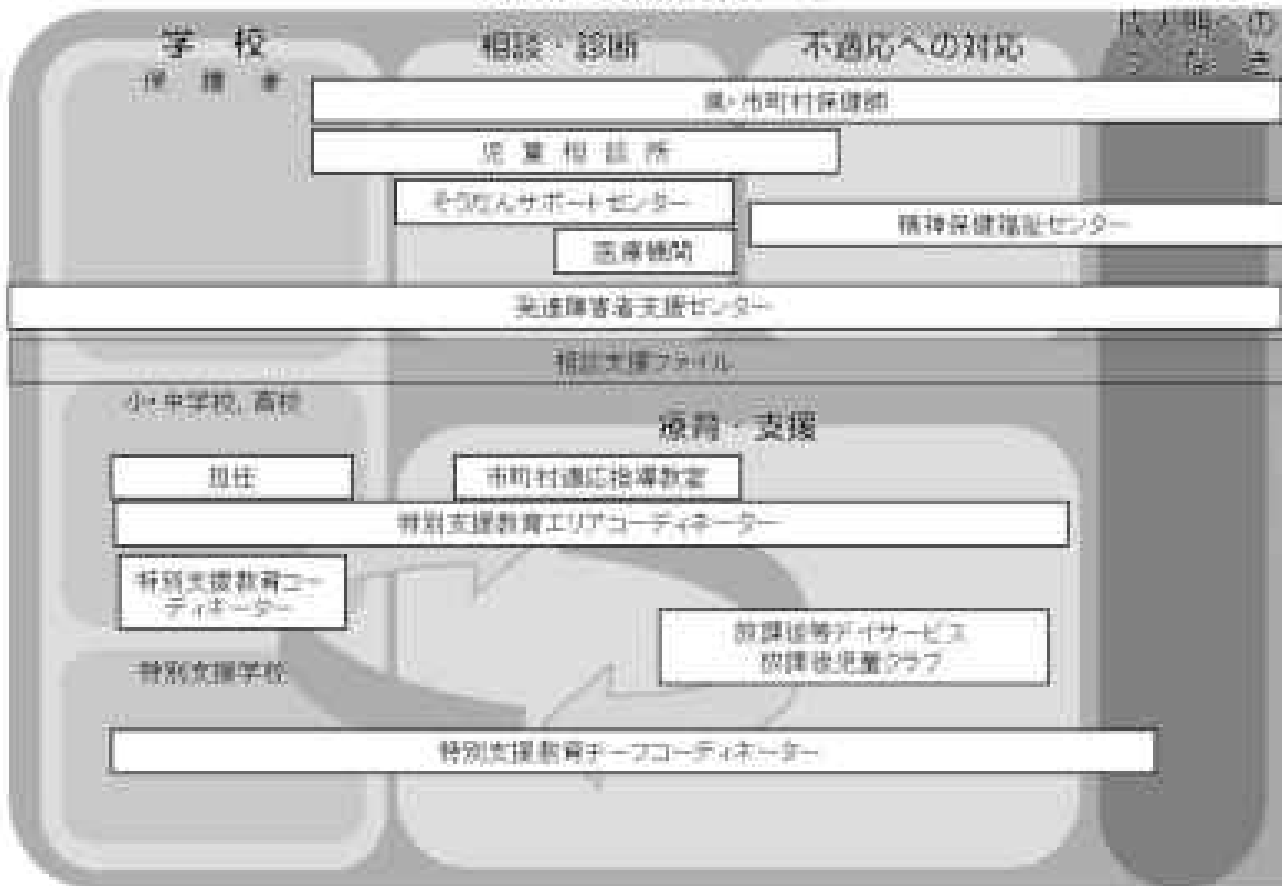 学校
保護者
相談・診断
不適応への対応
成人期への
つなぎ
県・市町村保健師
児童相談所
そうだんサポートセンター
医療機関
精神保健福祉センター
発達障害者支援センター
相談支援ファイル
小・中学校, 高校
療育・支援
担任
市町村適応指導教室
特別支援教育エリアコーディネーター
特別支援教育コー
ディネーター
放課後等デイサービス
放課後児童クラブ
特別支援学校
特別支援教育チーフコーディネーター